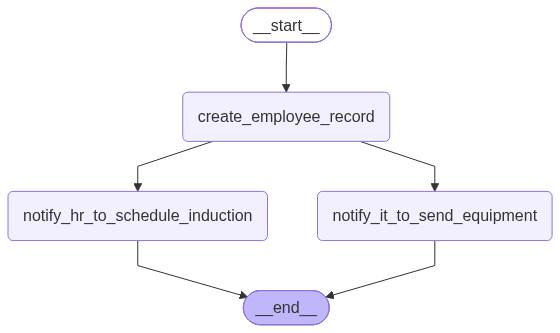 __start__
create_employee_record
notify_hr_to_schedule_induction
notify_it_to_send_equipment
__end__